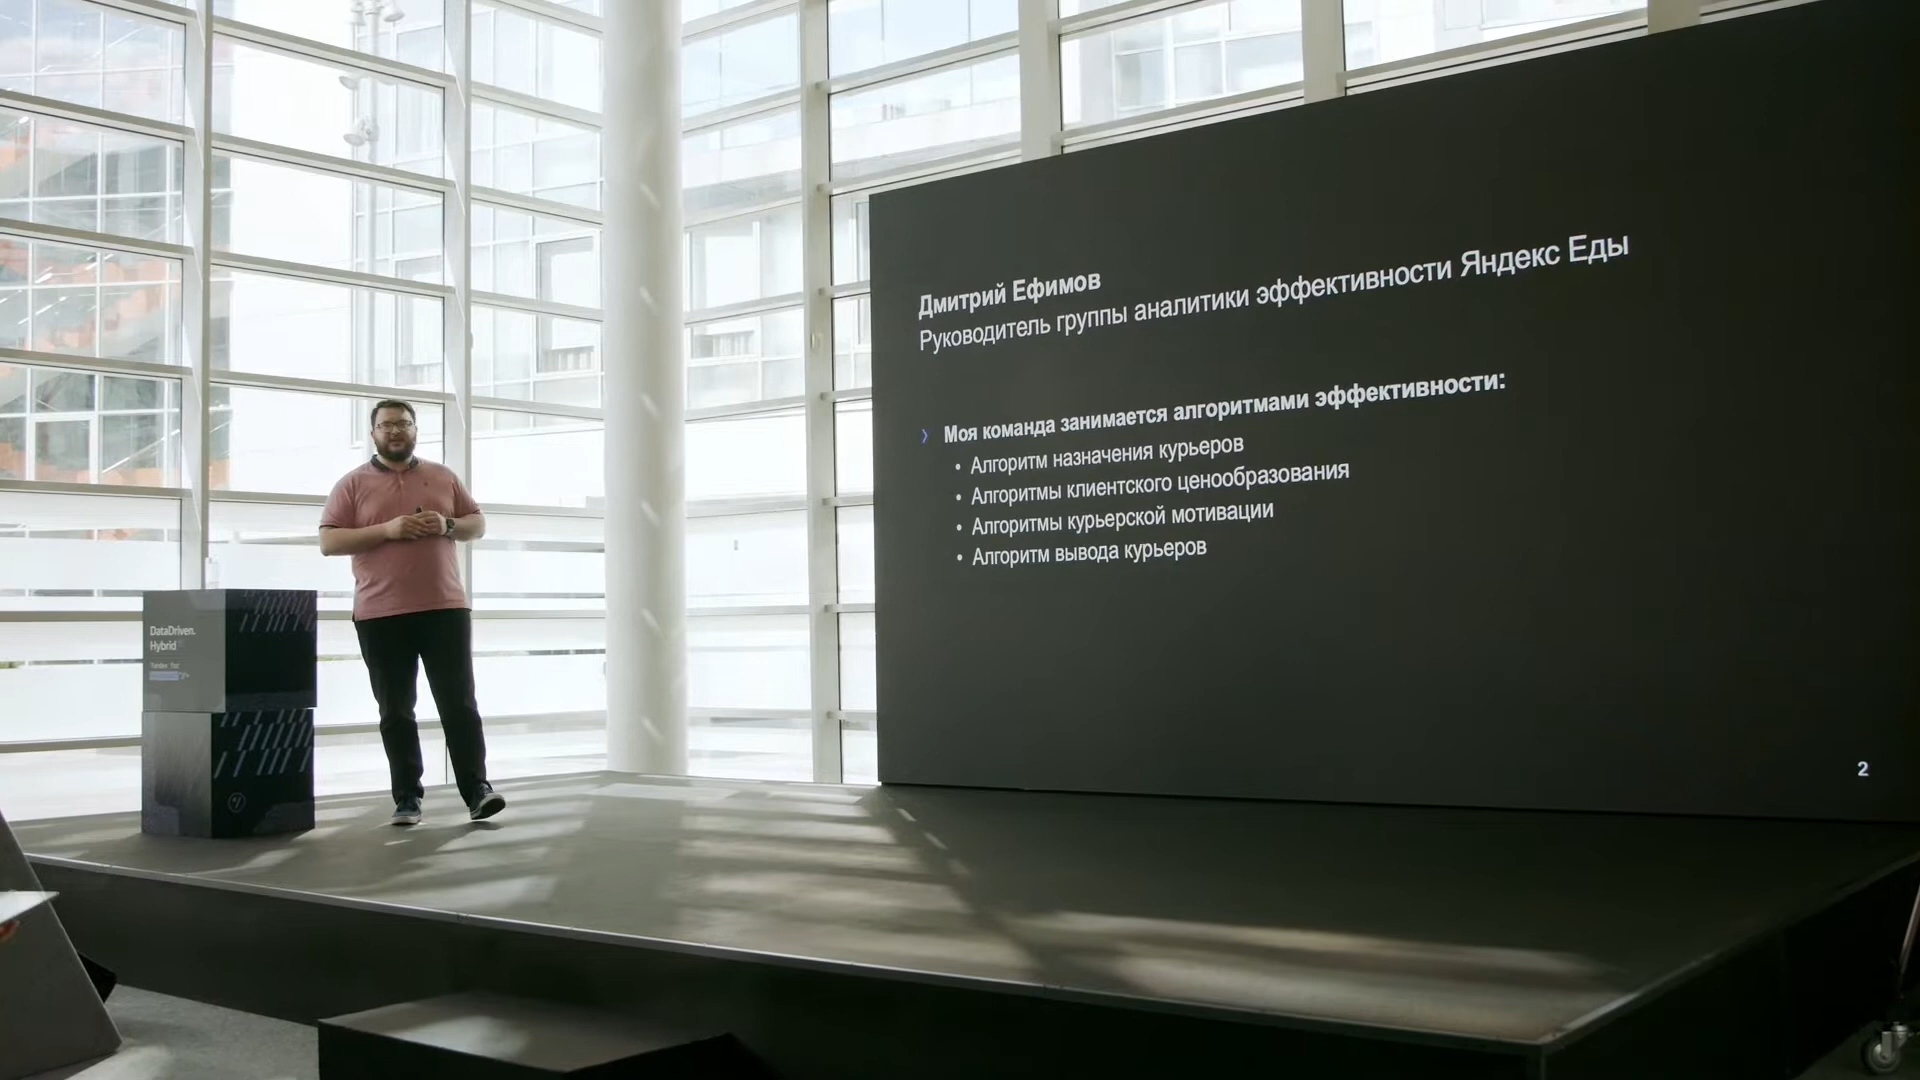 Дмитрий Ефимов
Руководитель группы аналитики эффективности Яндекс Еды
Моя команда занимается алгоритмами эффективности:
• Алгоритм назначения курьеров
• Алгоритмы клиентского ценообразования
• Алгоритмы курьерской мотивации
• Алгоритм вывода курьеров
2
DataDriven.
Hybrid